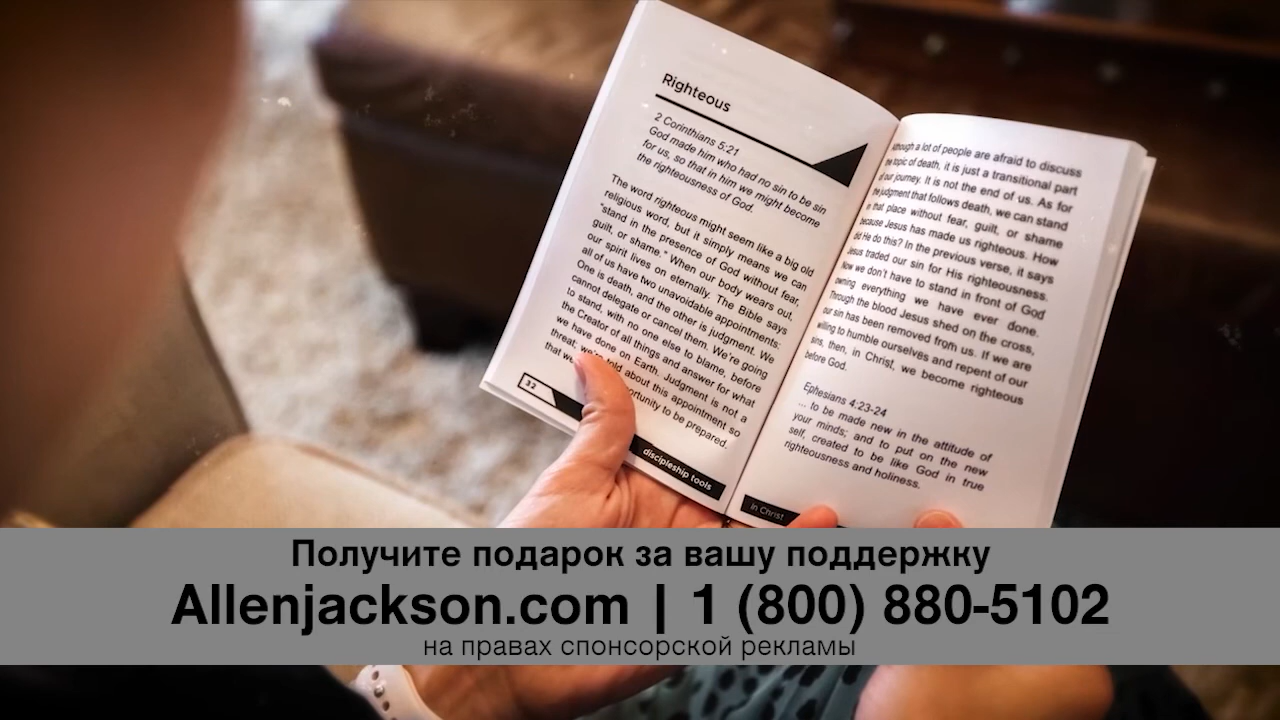 Righteous
2 Corinthians 5:21
God made him who had no sin to be sin
for us, so that in him we might become
the righteousness of God.
The word righteous might seem like a big old
religious word, but it simply means we can
"stand in the presence of God without fear,
guilt, or shame." When our body wears out,
our spirit lives on eternally. The Bible says
all of us have two unavoidable appointments:
One is death, and the other is judgment. We
cannot delegate or cancel them. We're going
to stand, with no one else to blame, before
the Creator of all things and answer for what
we have done on Earth. Judgment is not a
threat; we're told about this appointment so
that we ortunity to be prepared.
32
discipleship tools
Although a lot of people are afraid to discuss
the topic of death, it is just a transitional part
of our journey. It is not the end of us. As for
the judgment that follows death, we can stand
in that place without fear, guilt, or shame
because Jesus has made us righteous. How
did He do this? In the previous verse, it says
Jesus traded our sin for His righteousness.
Now we don't have to stand in front of God
owning everything we have ever done.
Through the blood Jesus shed on the cross,
our sin has been removed from us. If we are
willing to humble ourselves and repent of our
sins, then, in Christ, we become righteous
before God.
Ephesians 4:23-24
... to be made new in the attitude of
your minds; and to put on the new
self, created to be like God in true
righteousness and holiness.
In Christ
Получите подарок за вашу поддержку
Allenjackson.com | 1 (800) 880-5102
на правах спонсорской рекламы